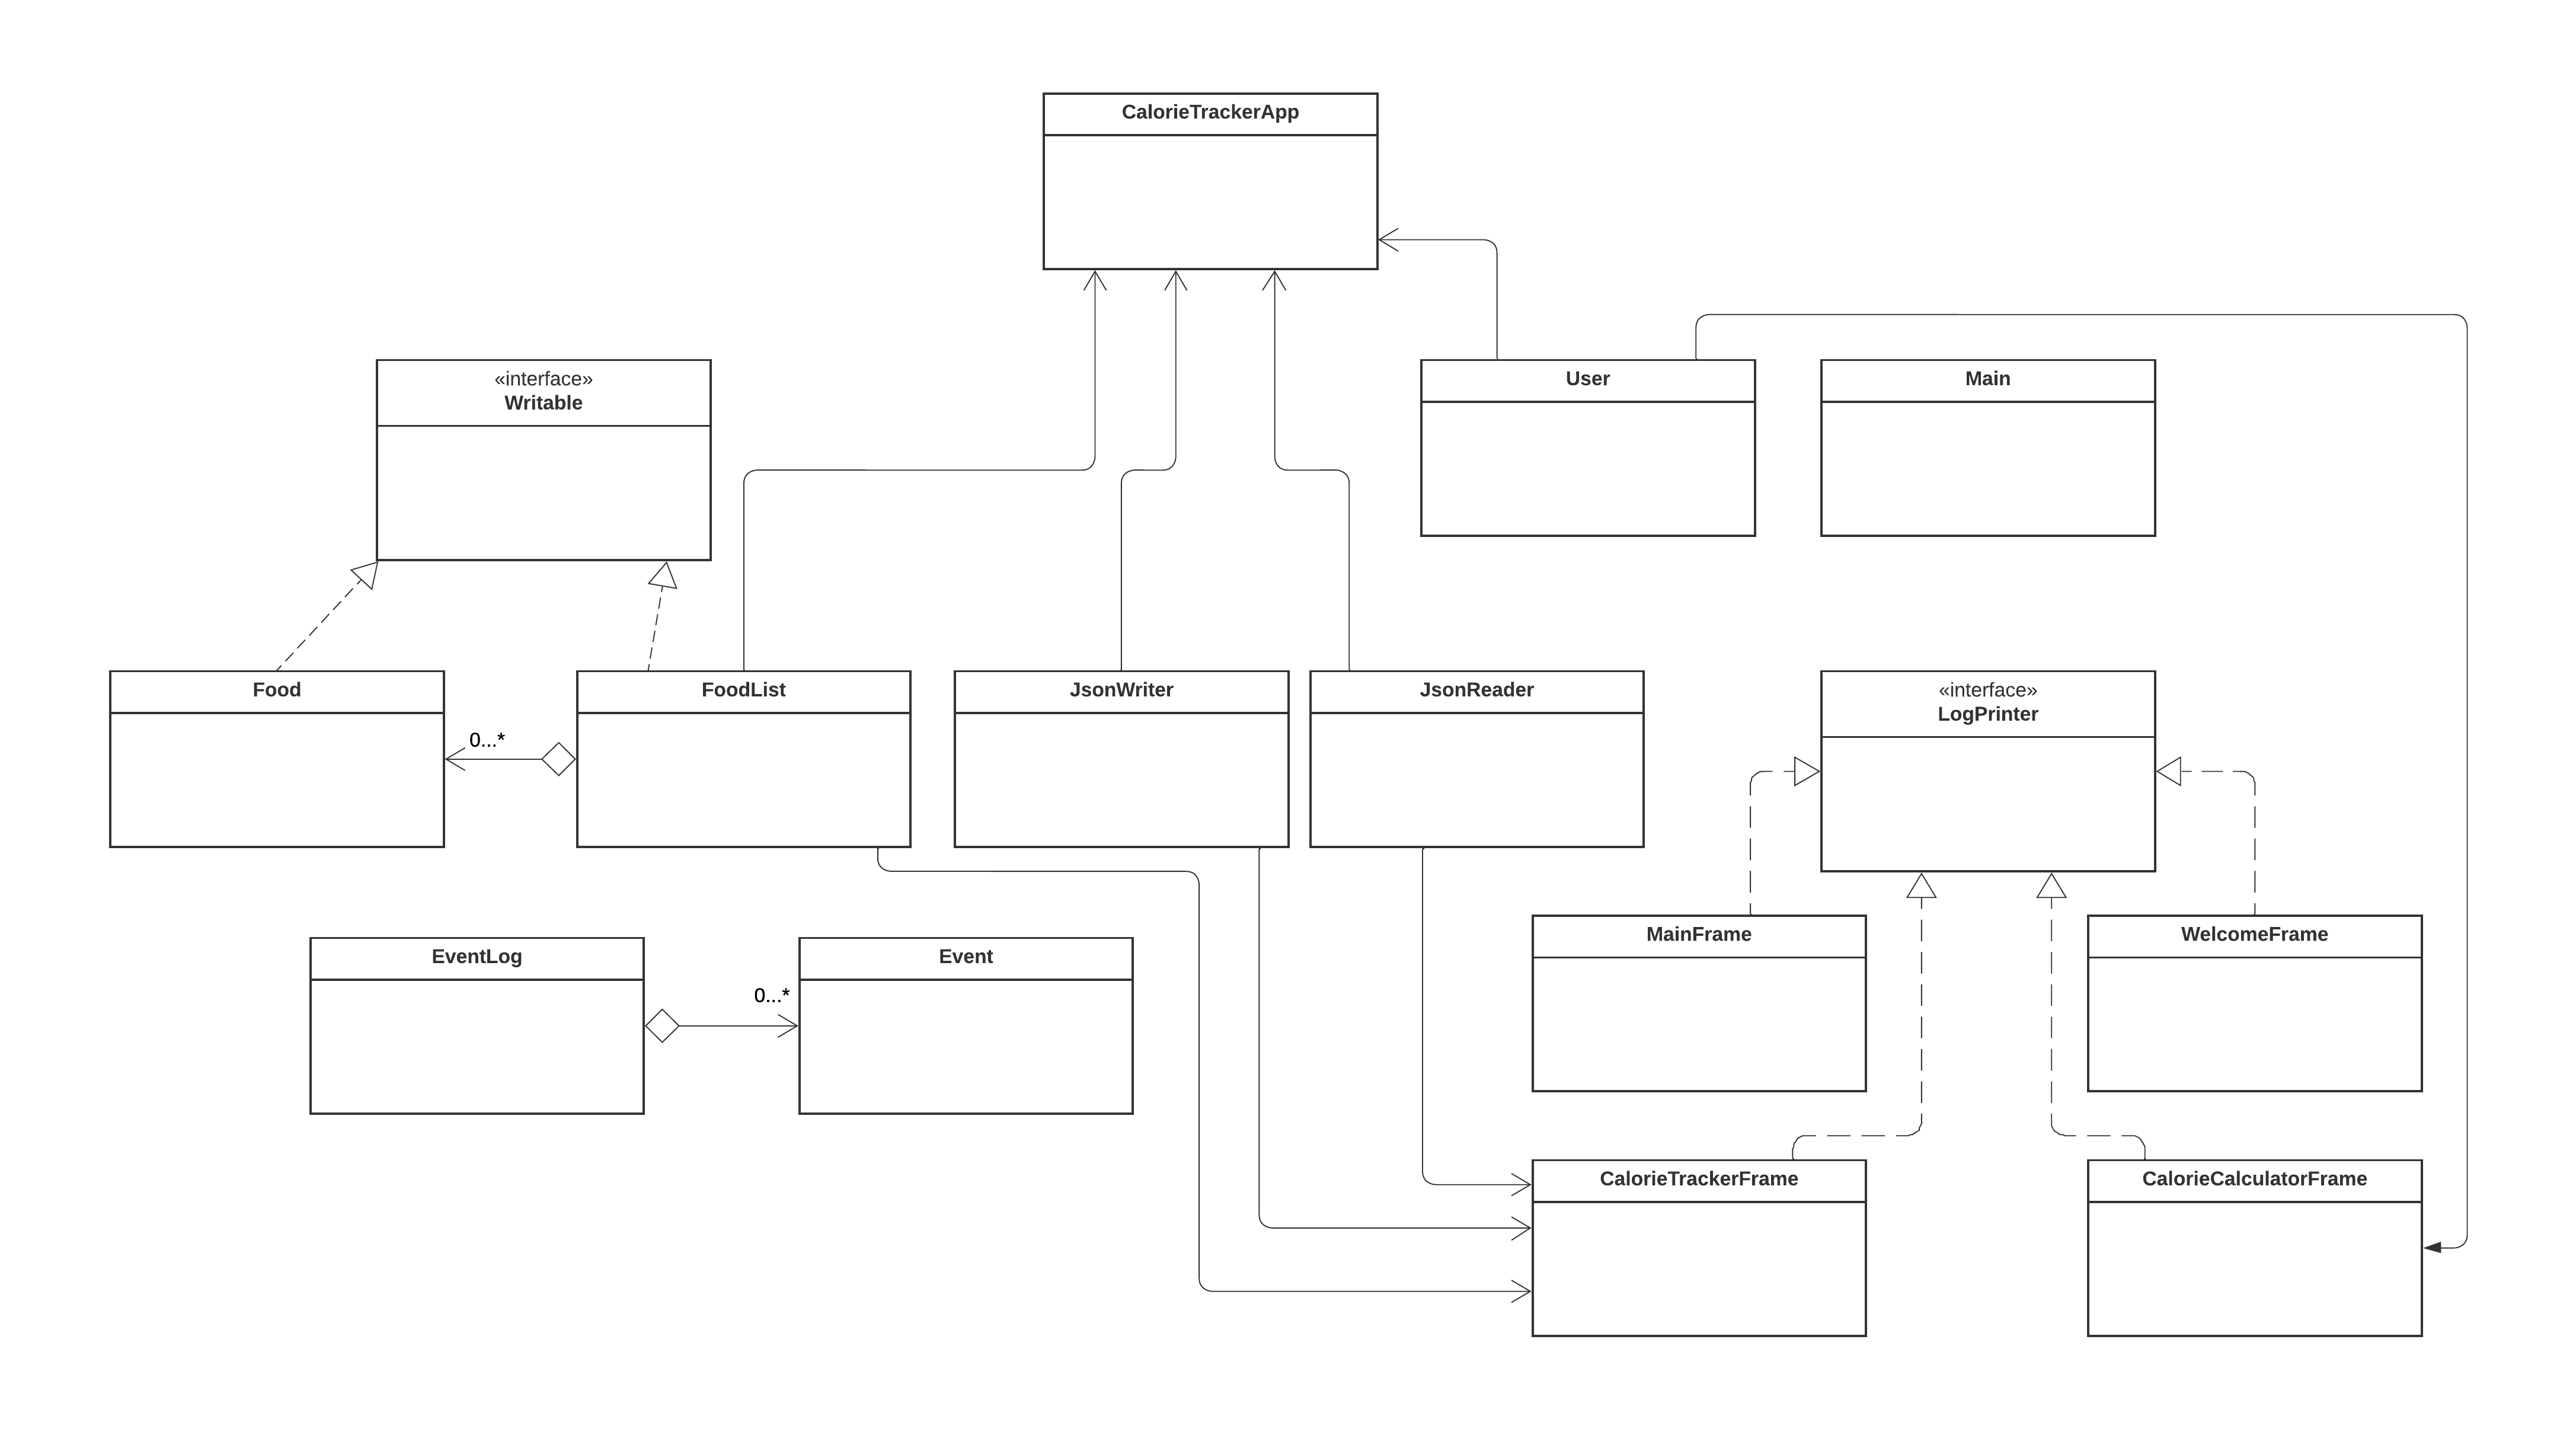 CalorieTrackerApp
«interface»
Writable
User
Main
Food
FoodList
JsonWriter
JsonReader
«interface»
LogPrinter
0...*
MainFrame
WelcomeFrame
EventLog
Event
0...*
CalorieTrackerFrame
CalorieCalculatorFrame